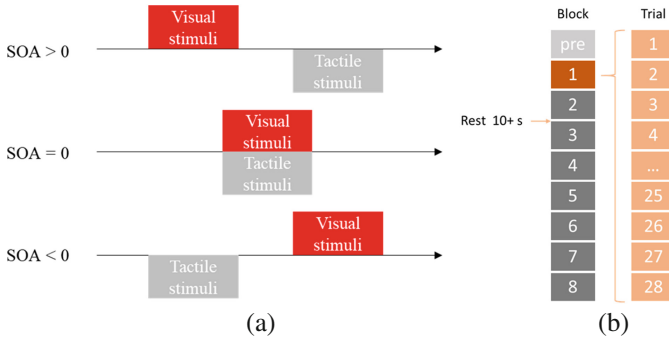 Visual
stimuli
SOA > 0
Tactile
stimuli
Visual
stimuli
SOA = 0
Tactile
stimuli
Visual
stimuli
SOA < 0
Tactile
stimuli
(a)
Block
Trial
pre
1
1
2
2
3
Rest 10+ s
3
4
4
...
5
25
6
26
7
27
8
28
(b)